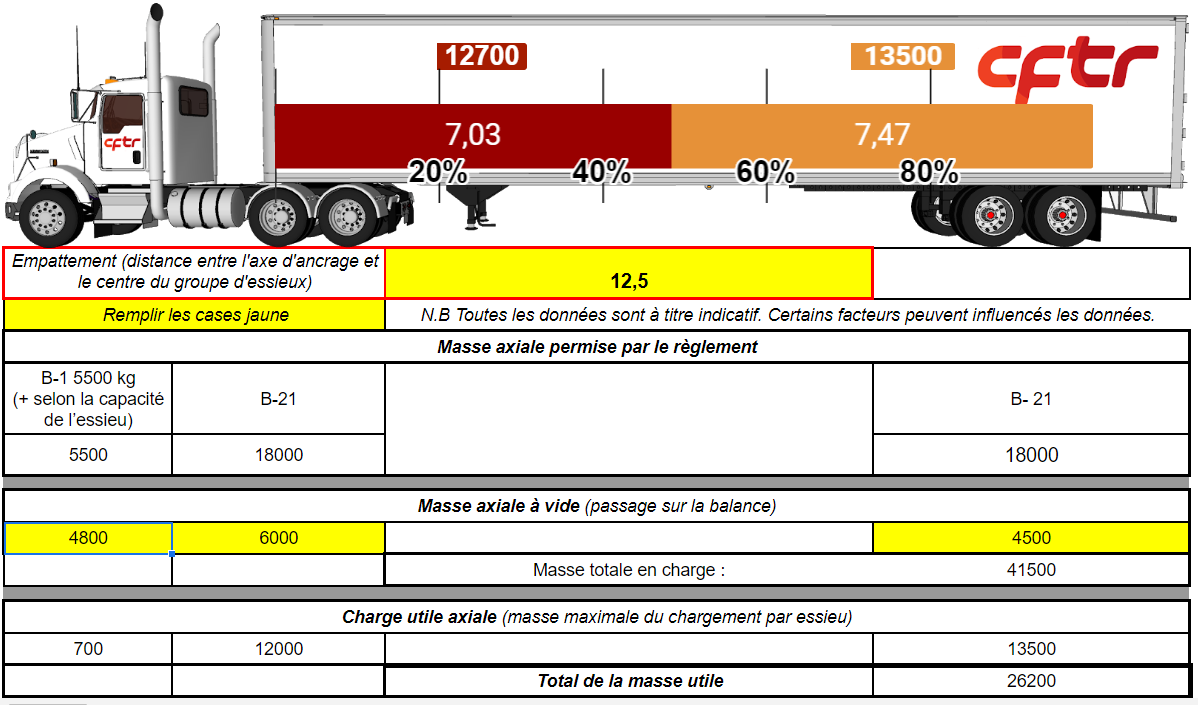 12700
13500
cftr
7,03
7,47
cftr
20%
40%
60%
80%
Empattement (distance entre l'axe d'ancrage et
le centre du groupe d'essieux)
12,5
Remplir les cases jaune
N.B Toutes les données sont à titre indicatif. Certains facteurs peuvent influencés les données.
Masse axiale permise par le règlement
B-1 5500 kg
(+ selon la capacité
de l'essieu)
B-21
B- 21
5500
18000
18000
Masse axiale à vide (passage sur la balance)
4800
6000
4500
Masse totale en charge :
41500
Charge utile axiale (masse maximale du chargement par essieu)
700
12000
13500
Total de la masse utile
26200